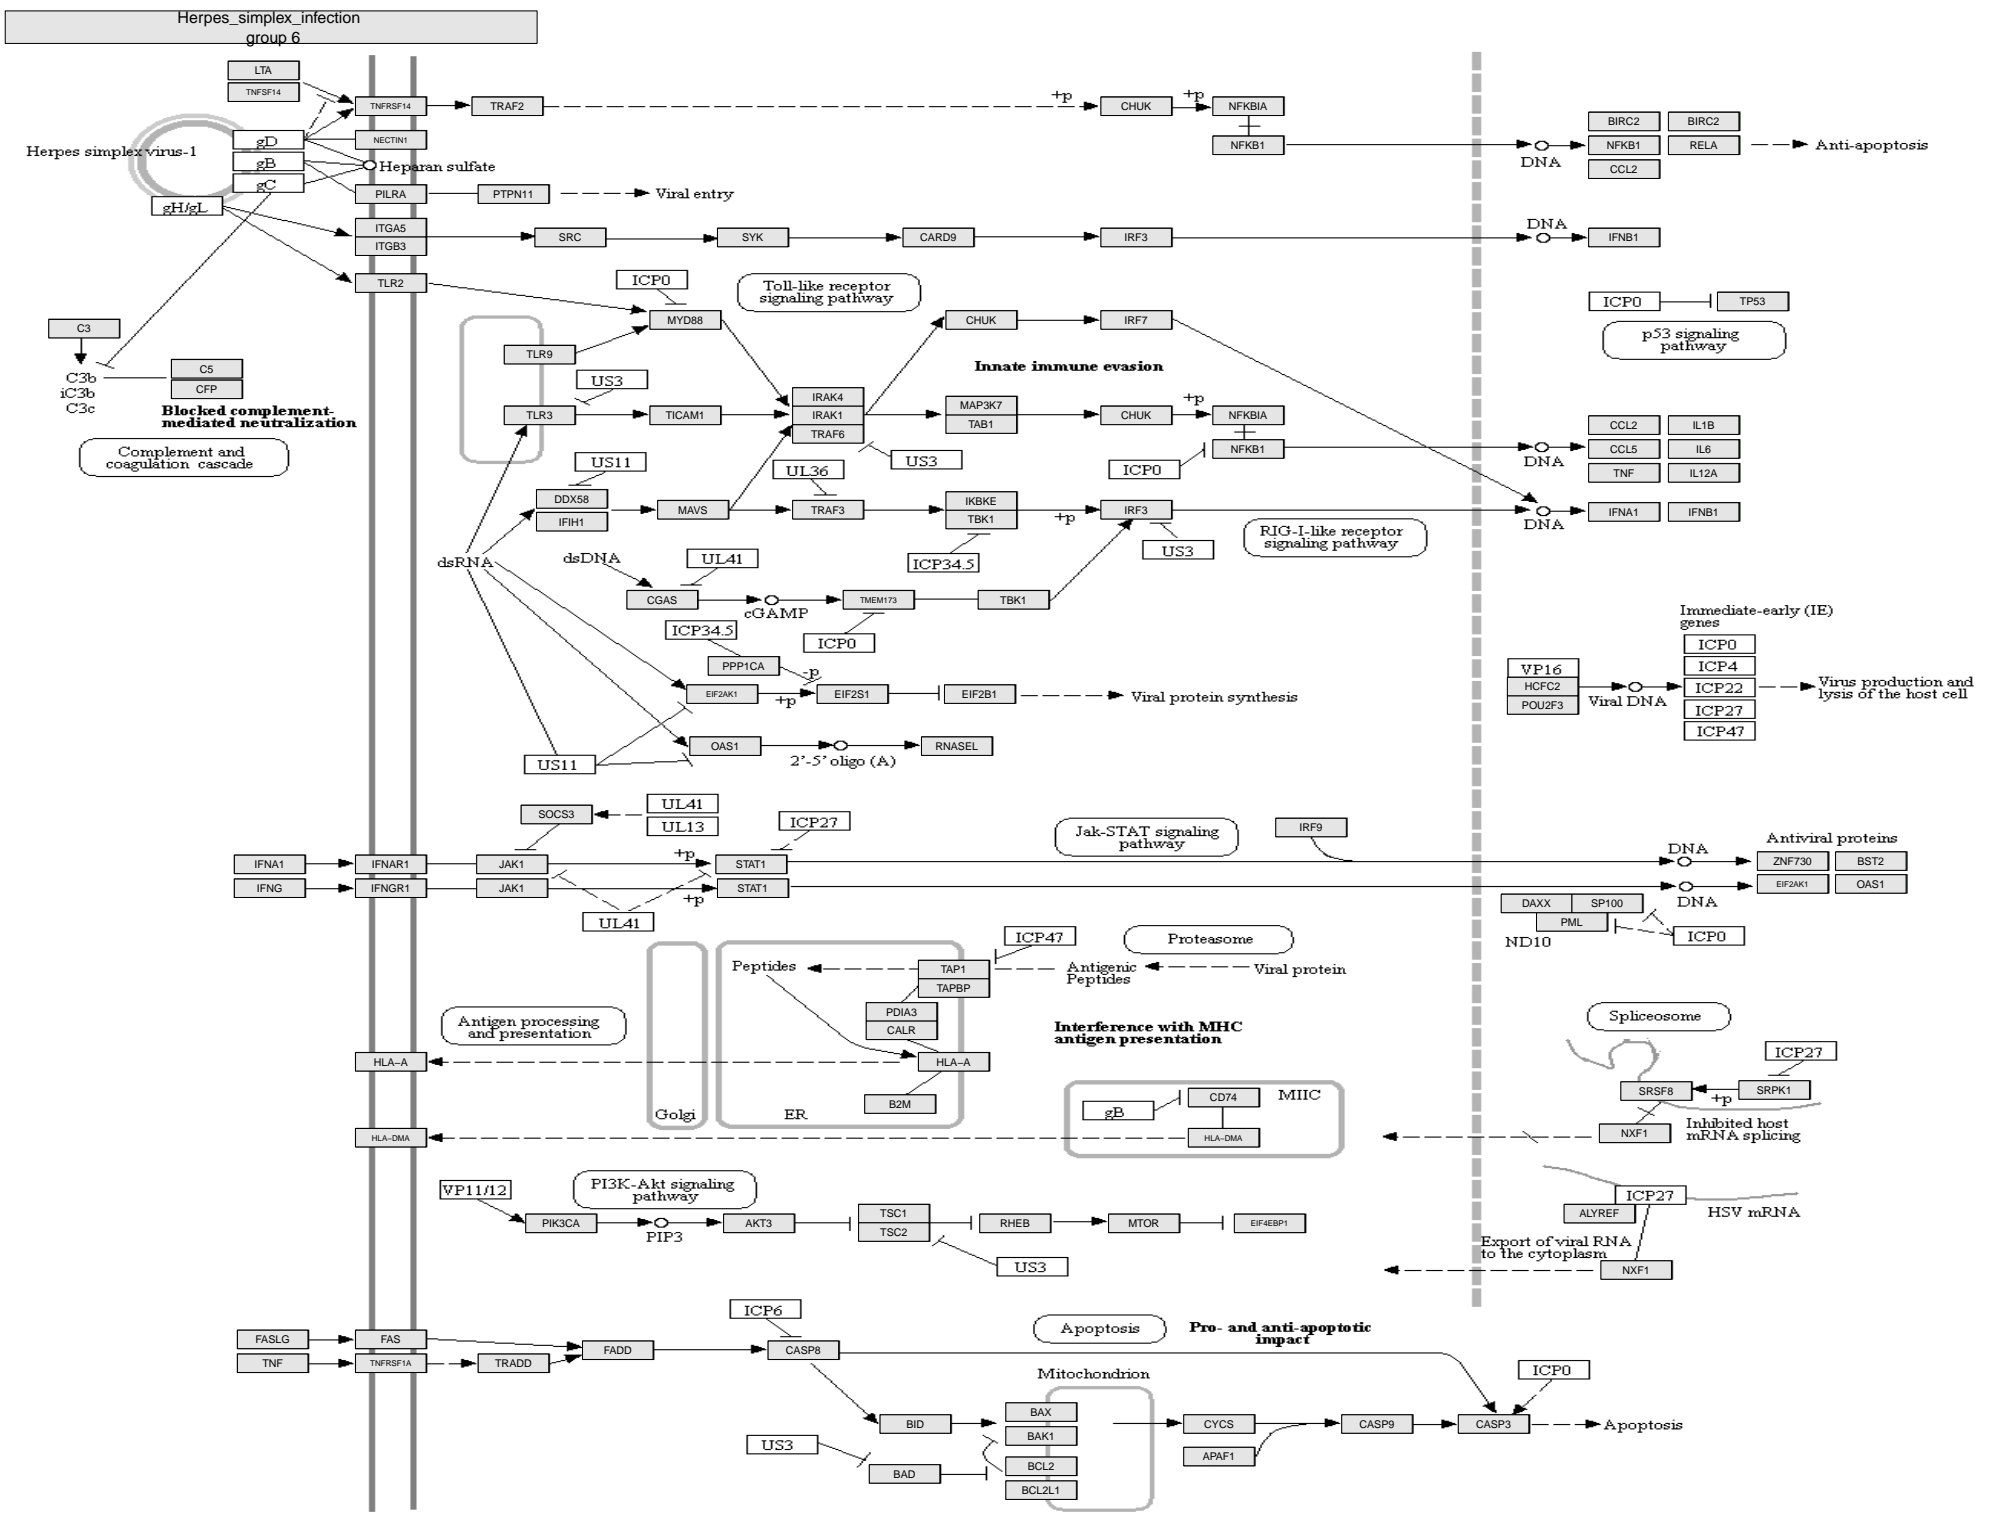 Herpes_simplex_infection
group 6
LTA
TNFSF14
TNFRSF14
TRAF2
+p
CHUK
+p
NFKBIA
NFKB1
DNA
BIRC2
BIRC2
NFKB1
RELA
CCL2
Anti-apoptosis
Herpes simplex virus-1
gD
gB
gC
gH/gL
NECTIN1
Heparan sulfate
PILRA
PTPN11
Viral entry
ITGA5
ITGB3
SRC
SYK
CARD9
IRF3
DNA
IFNB1
TLR2
ICP0
Toll-like receptor
signaling pathway
ICP0
TP53
p53 signaling
pathway
C3
C3b
iC3b
C3c
C5
CFP
Blocked complement-
mediated neutralization
Complement and
coagulation cascade
MYD88
CHUK
IRF7
TLR9
Innate immune evasion
US3
TLR3
TICAM1
IRAK4
IRAK1
TRAF6
MAP3K7
TAB1
CHUK
+p
NFKBIA
NFKB1
ICP0
US3
DNA
CCL2
IL1B
CCL5
IL6
TNF
IL12A
US11
UL36
DDX58
IFIH1
MAVS
TRAF3
IKBKE
TBK1
+p
IRF3
RIG-I-like receptor
signaling pathway
DNA
IFNA1
IFNB1
US3
ICP34.5
dsRNA
dsDNA
UL41
CGAS
cGAMP
TMEM173
TBK1
ICP0
ICP34.5
PPP1CA
-p
EIF2AK1
+p
EIF2S1
EIF2B1
Viral protein synthesis
Immediate-early (IE)
genes
ICP0
ICP4
ICP22
ICP27
ICP47
VP16
HCFC2
POU2F3
Viral DNA
Virus production and
lysis of the host cell
OAS1
2'-5' oligo (A)
RNASEL
US11
SOCS3
UL41
UL13
ICP27
Jak-STAT signaling
pathway
IRF9
Antiviral proteins
IFNA1
IFNAR1
JAK1
+p
STAT1
DNA
ZNF730
BST2
IFNG
IFNGR1
JAK1
+p
STAT1
DNA
EIF2AK1
OAS1
UL41
DAXX
SP100
PML
ND10
ICP0
ICP47
Proteasome
Peptides
TAP1
TAPBP
Antigenic
Peptides
Viral protein
PDIA3
CALR
Antigen processing
and presentation
Interference with MHC
antigen presentation
Spliceosome
HLA-A
HLA-A
B2M
Golgi
ER
gB
CD74
MIIC
HLA-DMA
HLA-DMA
ICP27
SRSF8
+p
SRPK1
NXF1
Inhibited host
mRNA splicing
VP11/12
PI3K-Akt signaling
pathway
PIK3CA
PIP3
AKT3
TSC1
TSC2
RHEB
MTOR
EIF4EBP1
US3
ICP27
ALYREF
HSV mRNA
Export of viral RNA
to the cytoplasm
NXF1
ICP6
Apoptosis
Pro- and anti-apoptotic
impact
FASLG
FAS
FADD
CASP8
TNF
TNFRSF1A
TRADD
Mitochondrion
ICP0
BID
BAX
BAK1
BCL2
BCL2L1
US3
BAD
CYCS
APAF1
CASP9
CASP3
Apoptosis